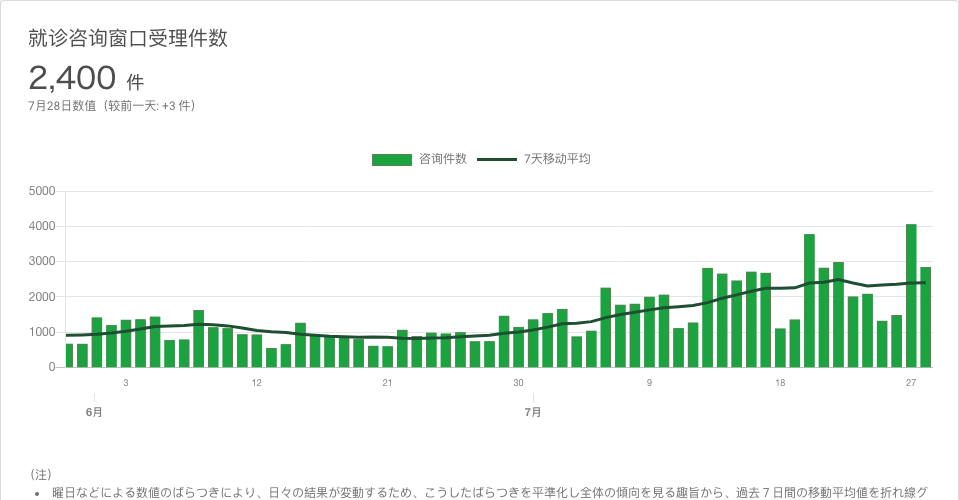 就诊咨询窗口受理件数
2,400 件
7月28日数值（较前一天: +3 件）
咨询件数 7天移动平均
5000
4000
3000
2000
1000
0
3 12 21 30 9 18 27
6月 7月
（注）
• 曜日などによる数値のばらつきにより、日々の結果が変動するため、こうしたばらつきを平準化し全体の傾向を見る趣旨から、過去７日間の移動平均値を折れ線グ